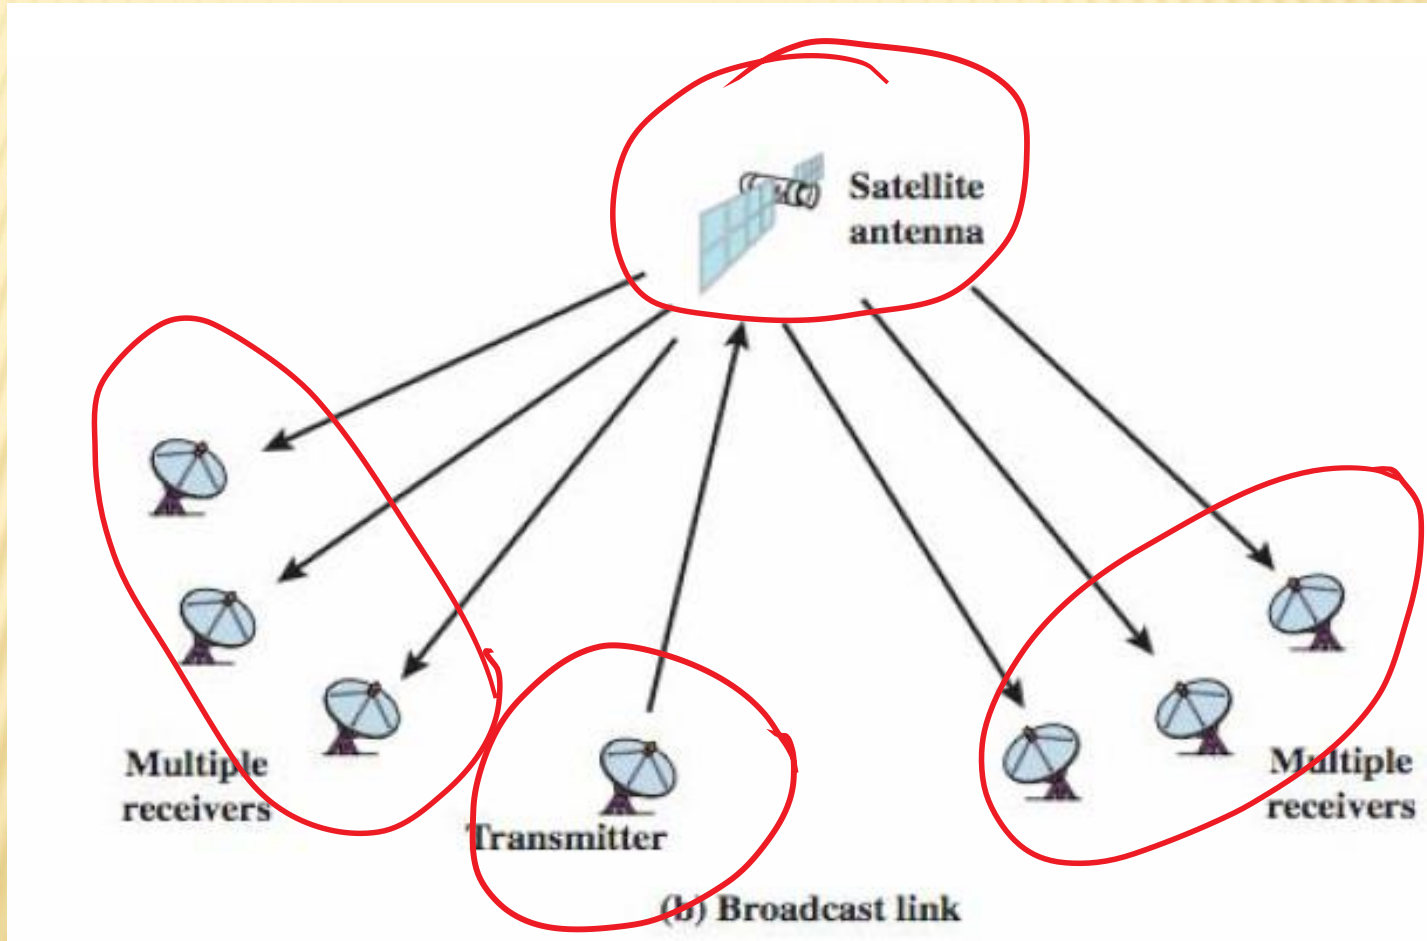 Satellite
antenna
Multiple
receivers
Transmitter
Multiple
receivers
(b) Broadcast link